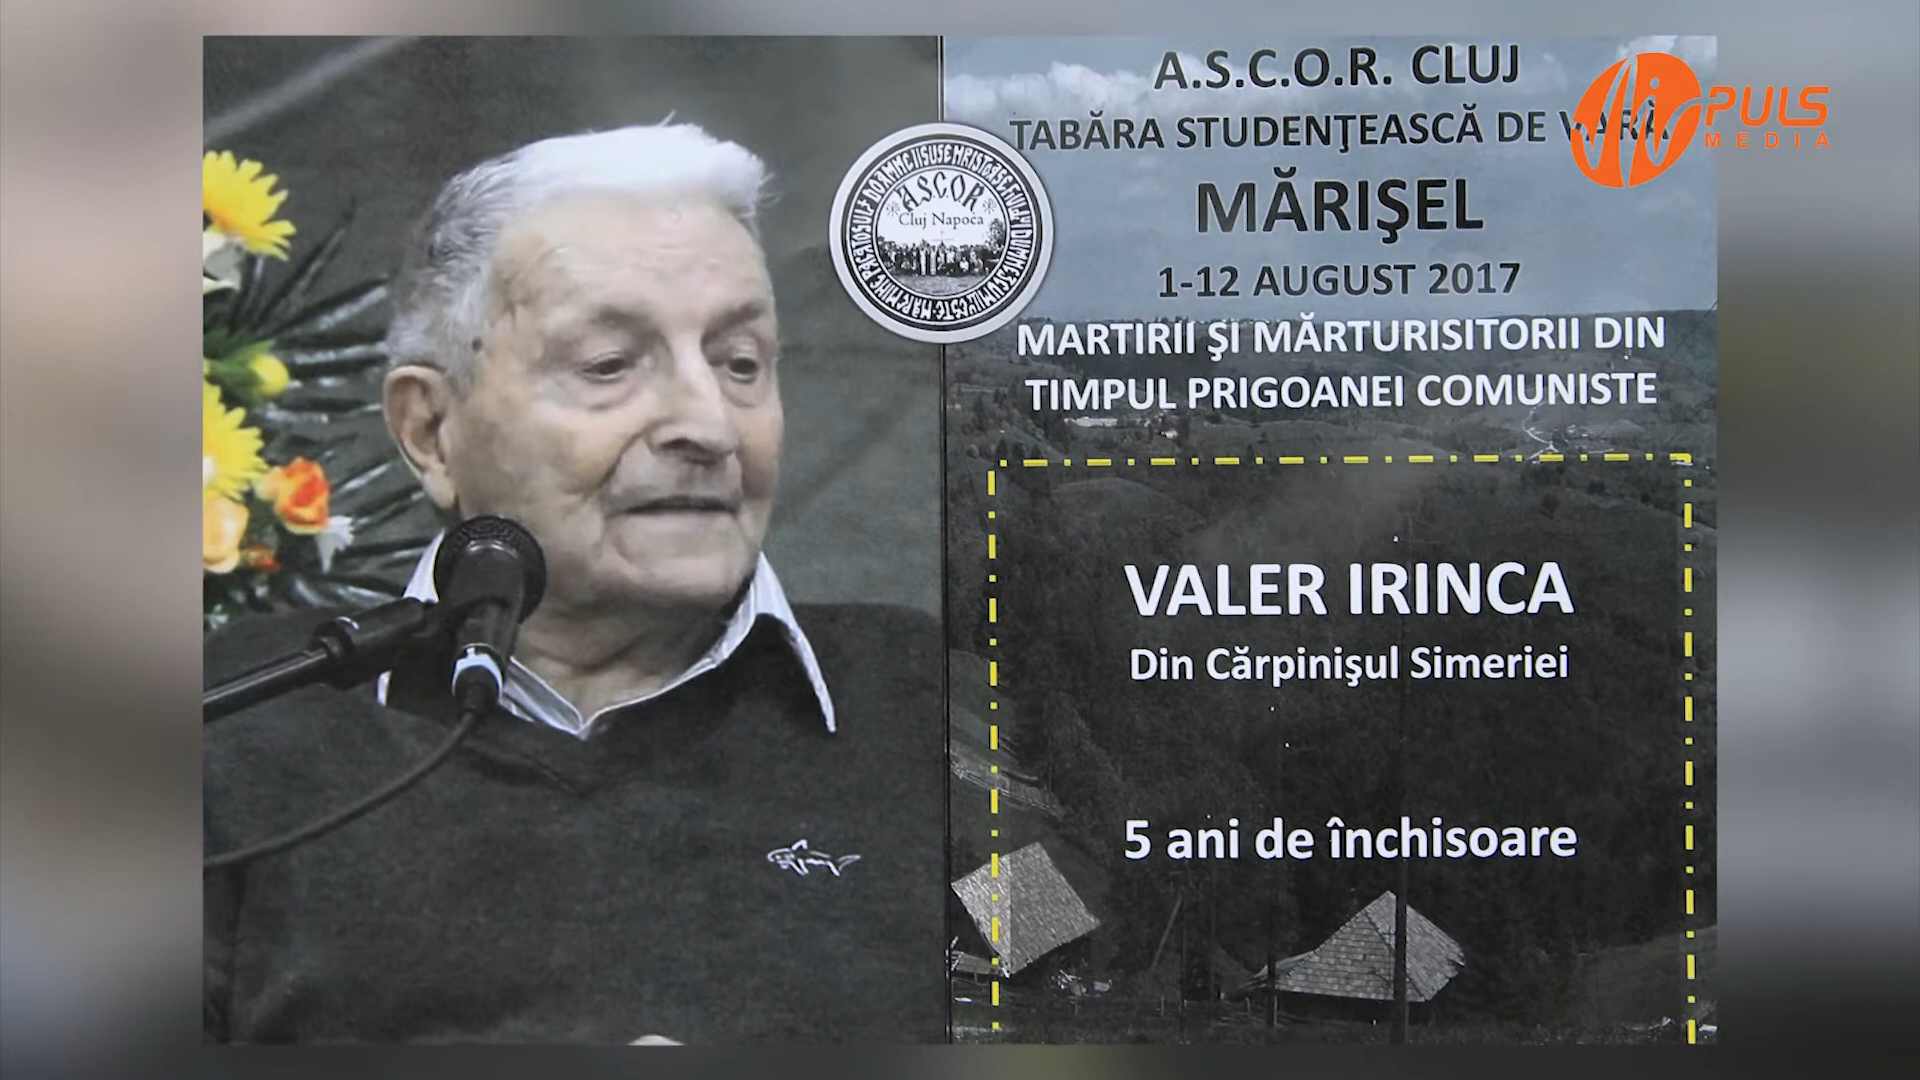 A.S.C.O.R. CLUJ
TABĂRA STUDENŢEASCĂ DE VARĂ
MĂRIŞEL
1-12 AUGUST 2017
MARTIRII ŞI MĂRTURISITORII DIN
TIMPUL PRIGOANEI COMUNISTE
VALER IRINCA
Din Cărpinişul Simeriei
5 ani de închisoare
A.S.C.O.R
Cluj Napoca
PULS
MEDIA